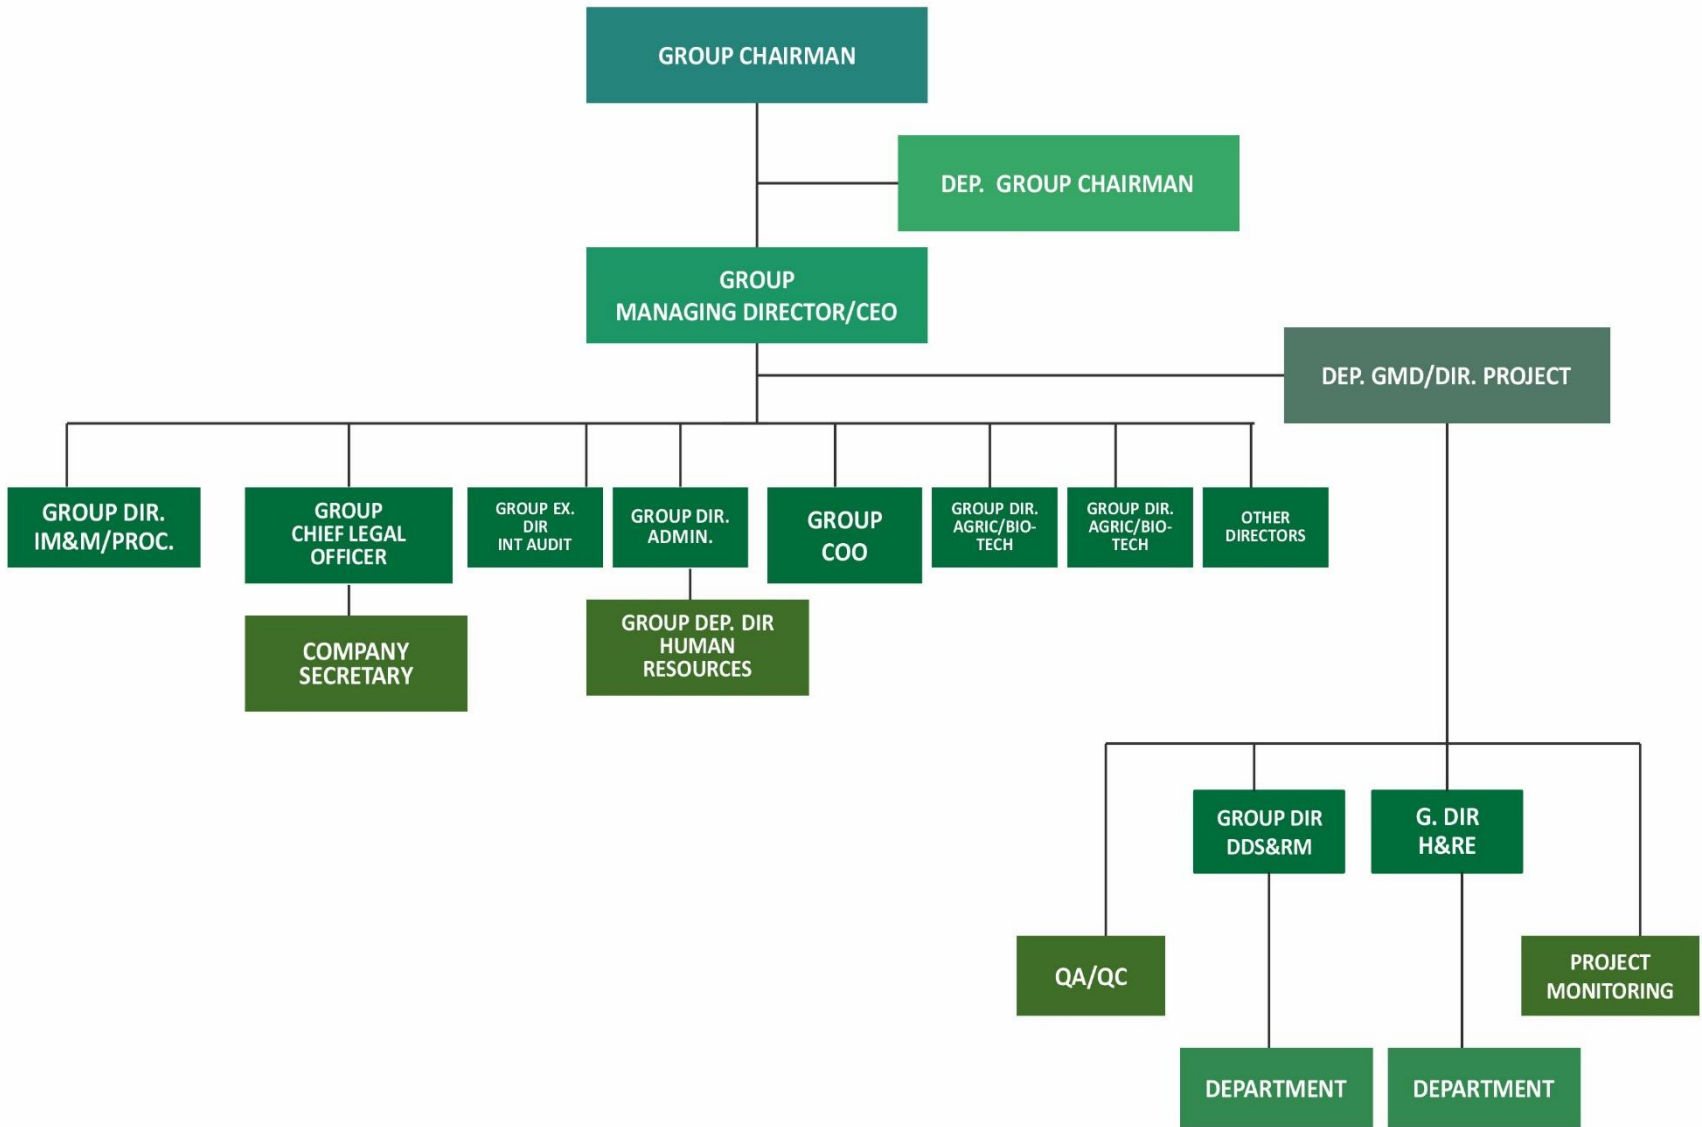 GROUP CHAIRMAN
DEP. GROUP CHAIRMAN
GROUP
MANAGING DIRECTOR/CEO
DEP. GMD/DIR. PROJECT
GROUP DIR.
IM&M/PROC.
GROUP
CHIEF LEGAL
OFFICER
GROUP EX.
DIR
INT AUDIT
GROUP DIR.
ADMIN.
GROUP
COO
GROUP DIR.
AGRIC/BIO-
TECH
GROUP DIR.
AGRIC/BIO-
TECH
OTHER
DIRECTORS
COMPANY
SECRETARY
GROUP DEP. DIR
HUMAN
RESOURCES
GROUP DIR
DDS&RM
G. DIR
H&RE
QA/QC
PROJECT
MONITORING
DEPARTMENT
DEPARTMENT